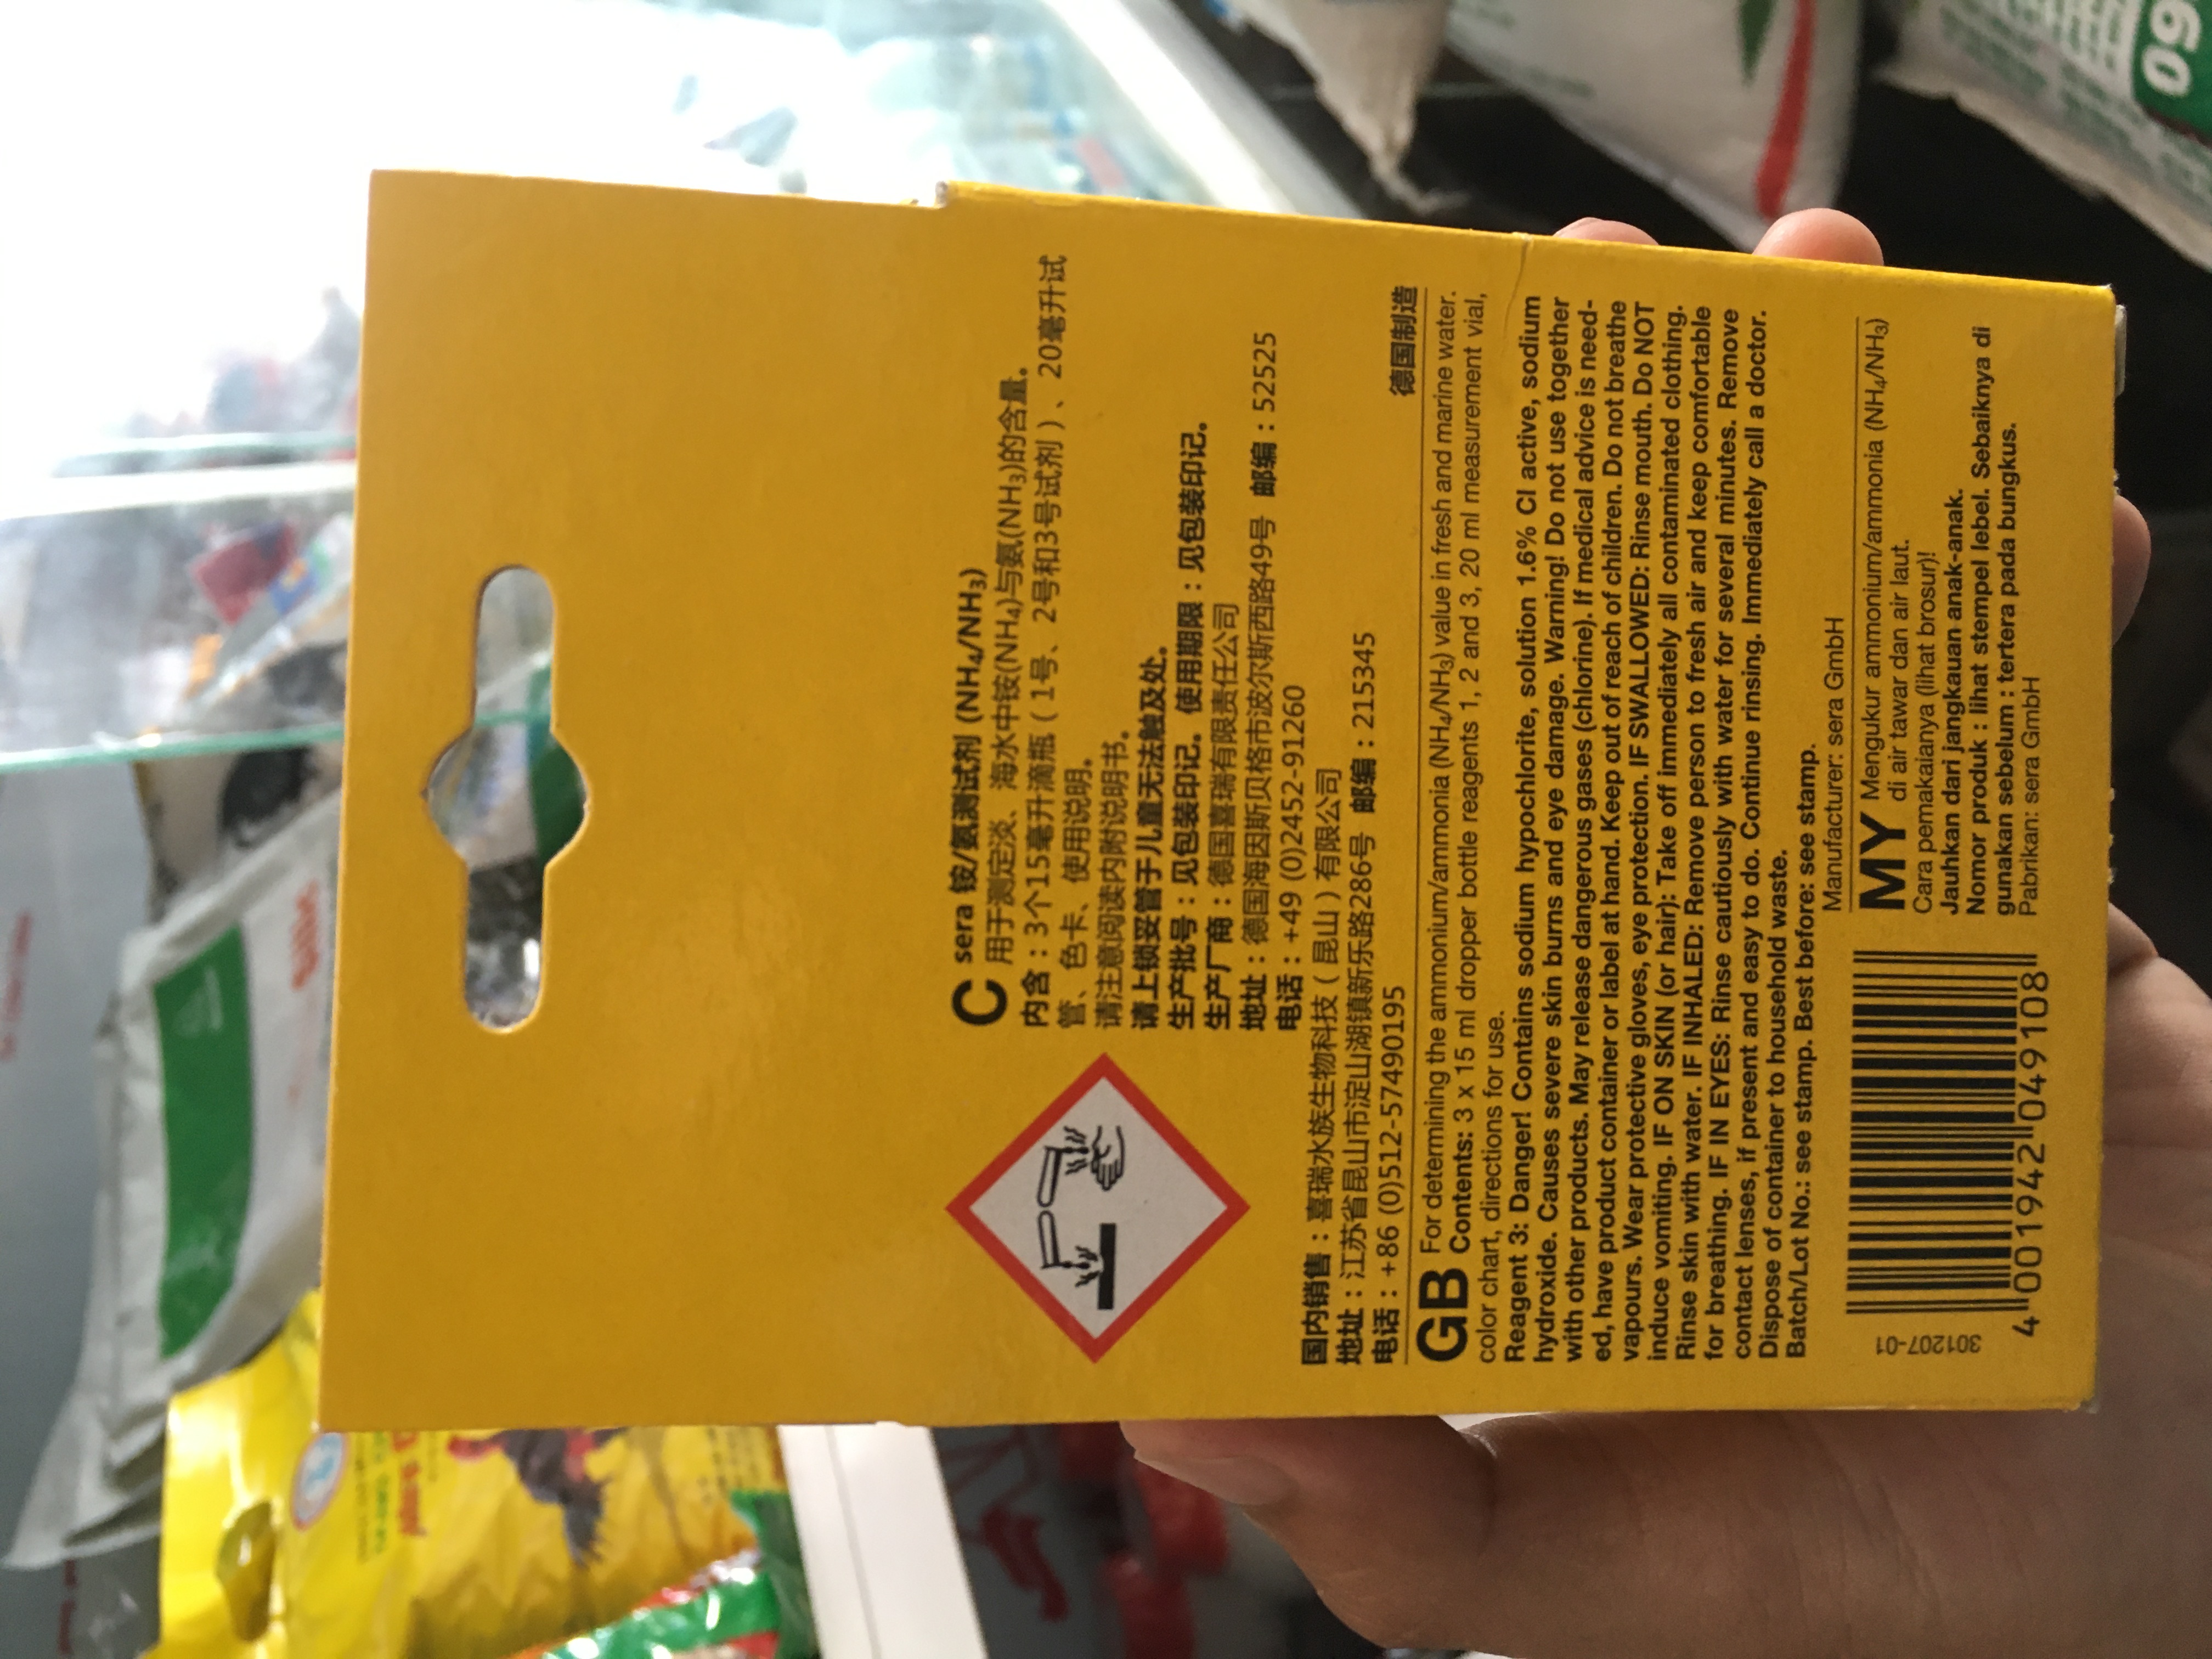 C sera 铵/氨测试剂 (NH₄/NH₃)
用于测定淡、海水中铵(NH₄)与氨(NH₃)的含量。
内含：3个15毫升滴瓶（1号、2号和3号试剂）、20毫升试
管、色卡、使用说明。
请注意阅读内附说明书。
请上锁妥管于儿童无法触及处。
生产批号：见包装印记。使用期限：见包装印记。
生产厂商：德国喜瑞有限责任公司
地址：德国海因斯贝格市波尔斯西路49号 邮编：52525
电话：+49 (0)2452-91260
国内销售：喜瑞水族生物科技（昆山）有限公司
地址：江苏省昆山市淀山湖镇新乐路286号 邮编：215345
电话：+86 (0)512-57490195
德国制造
GB For determining the ammonium/ammonia (NH₄/NH₃) value in fresh and marine water.
Contents: 3 x 15 ml dropper bottle reagents 1, 2 and 3, 20 ml measurement vial,
color chart, directions for use.
Reagent 3: Danger! Contains sodium hypochlorite, solution 1.6% Cl active, sodium
hydroxide. Causes severe skin burns and eye damage. Warning! Do not use together
with other products. May release dangerous gases (chlorine). If medical advice is need-
ed, have product container or label at hand. Keep out of reach of children. Do not breathe
vapours. Wear protective gloves, eye protection. IF SWALLOWED: Rinse mouth. Do NOT
induce vomiting. IF ON SKIN (or hair): Take off immediately all contaminated clothing.
Rinse skin with water. IF INHALED: Remove person to fresh air and keep comfortable
for breathing. IF IN EYES: Rinse cautiously with water for several minutes. Remove
contact lenses, if present and easy to do. Continue rinsing. Immediately call a doctor.
Dispose of container to household waste.
Batch/Lot No.: see stamp. Best before: see stamp.
Manufacturer: sera GmbH
MY Mengukur ammonium/ammonia (NH₄/NH₃)
di air tawar dan air laut.
Cara pemakaianya (lihat brosur)!
Jauhkan dari jangkauan anak-anak.
Nomor produk : lihat stempel lebel. Sebaiknya di
gunakan sebelum : tertera pada bungkus.
Pabrikan: sera GmbH
301207-01
4 001942 049108
60